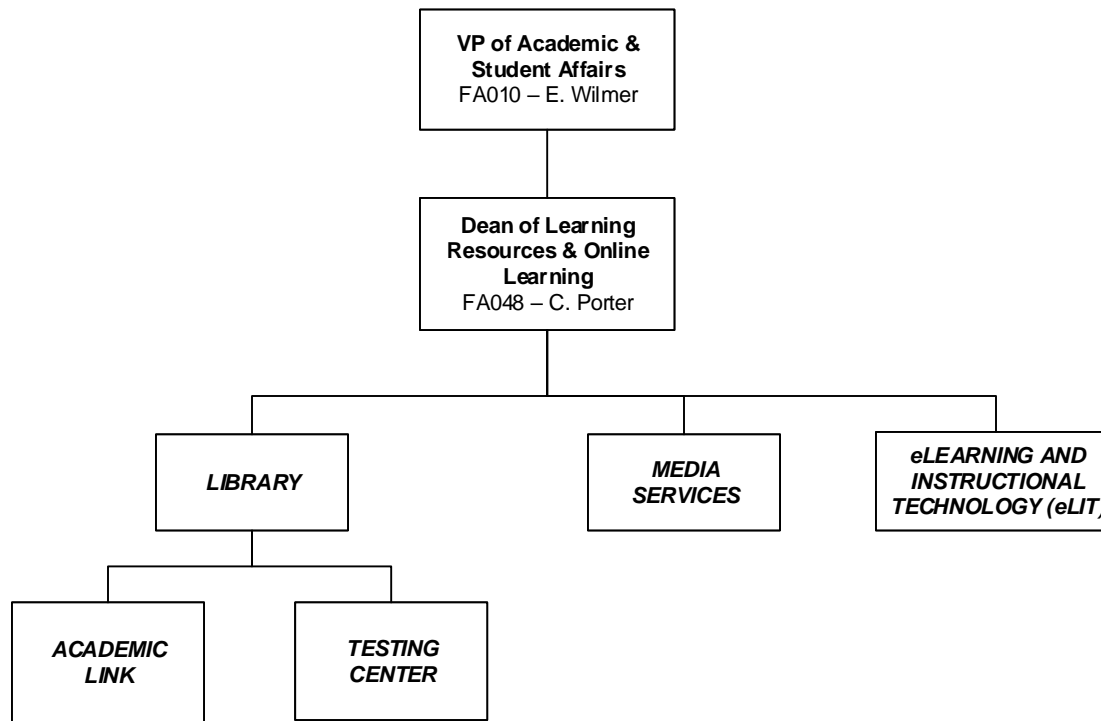 VP of Academic &
Student Affairs
FA010 – E. Wilmer
Dean of Learning
Resources & Online
Learning
FA048 – C. Porter
LIBRARY
MEDIA
SERVICES
eLEARNING AND
INSTRUCTIONAL
TECHNOLOGY (eLIT)
ACADEMIC
LINK
TESTING
CENTER